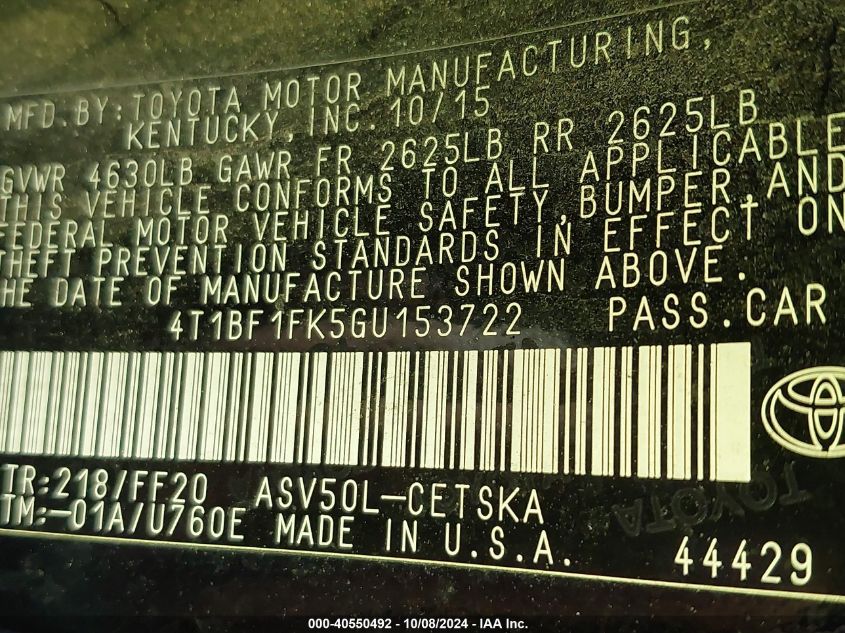 MFD. BY: TOYOTA MOTOR MANUFACTURING,
KENTUCKY, INC. 10/15
GVWR 4630LB GAWR FR 2625LB RR 2625LB
THIS VEHICLE CONFORMS TO ALL APPLICABLE
FEDERAL MOTOR VEHICLE SAFETY, BUMPER, AND
THEFT PREVENTION STANDARDS IN EFFECT ON
HE DATE OF MANUFACTURE SHOWN ABOVE.
4T1BF1FK5GU153722 PASS.CAR
TR:218/FF20 ASV50L-CETSKA
TM:-01A/U760E MADE IN U.S.A.
TOYOTA
44429
000-40550492 - 10/08/2024 - IAA Inc.